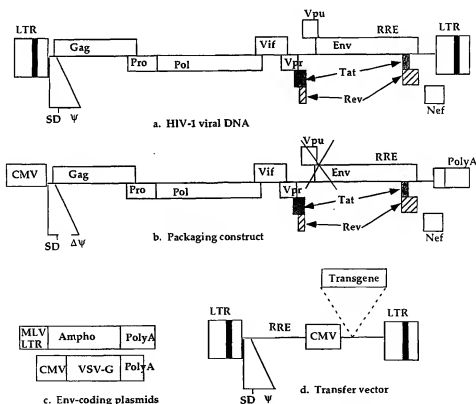 Vpu
LTR RRE LTR
Gag Vif Env
Pro Pol Vpr Tat
Rev
Nef
SD Ψ
a. HIV-1 viral DNA
Vpu
RRE PolyA
CMV Gag Vif Env
Pro Pol Vpr Tat
Rev
Nef
SD ΔΨ
b. Packaging construct
Transgene
LTR LTR
RRE CMV
MLV LTR Ampho PolyA
CMV VSV-G PolyA
SD Ψ
c. Env-coding plasmids d. Transfer vector